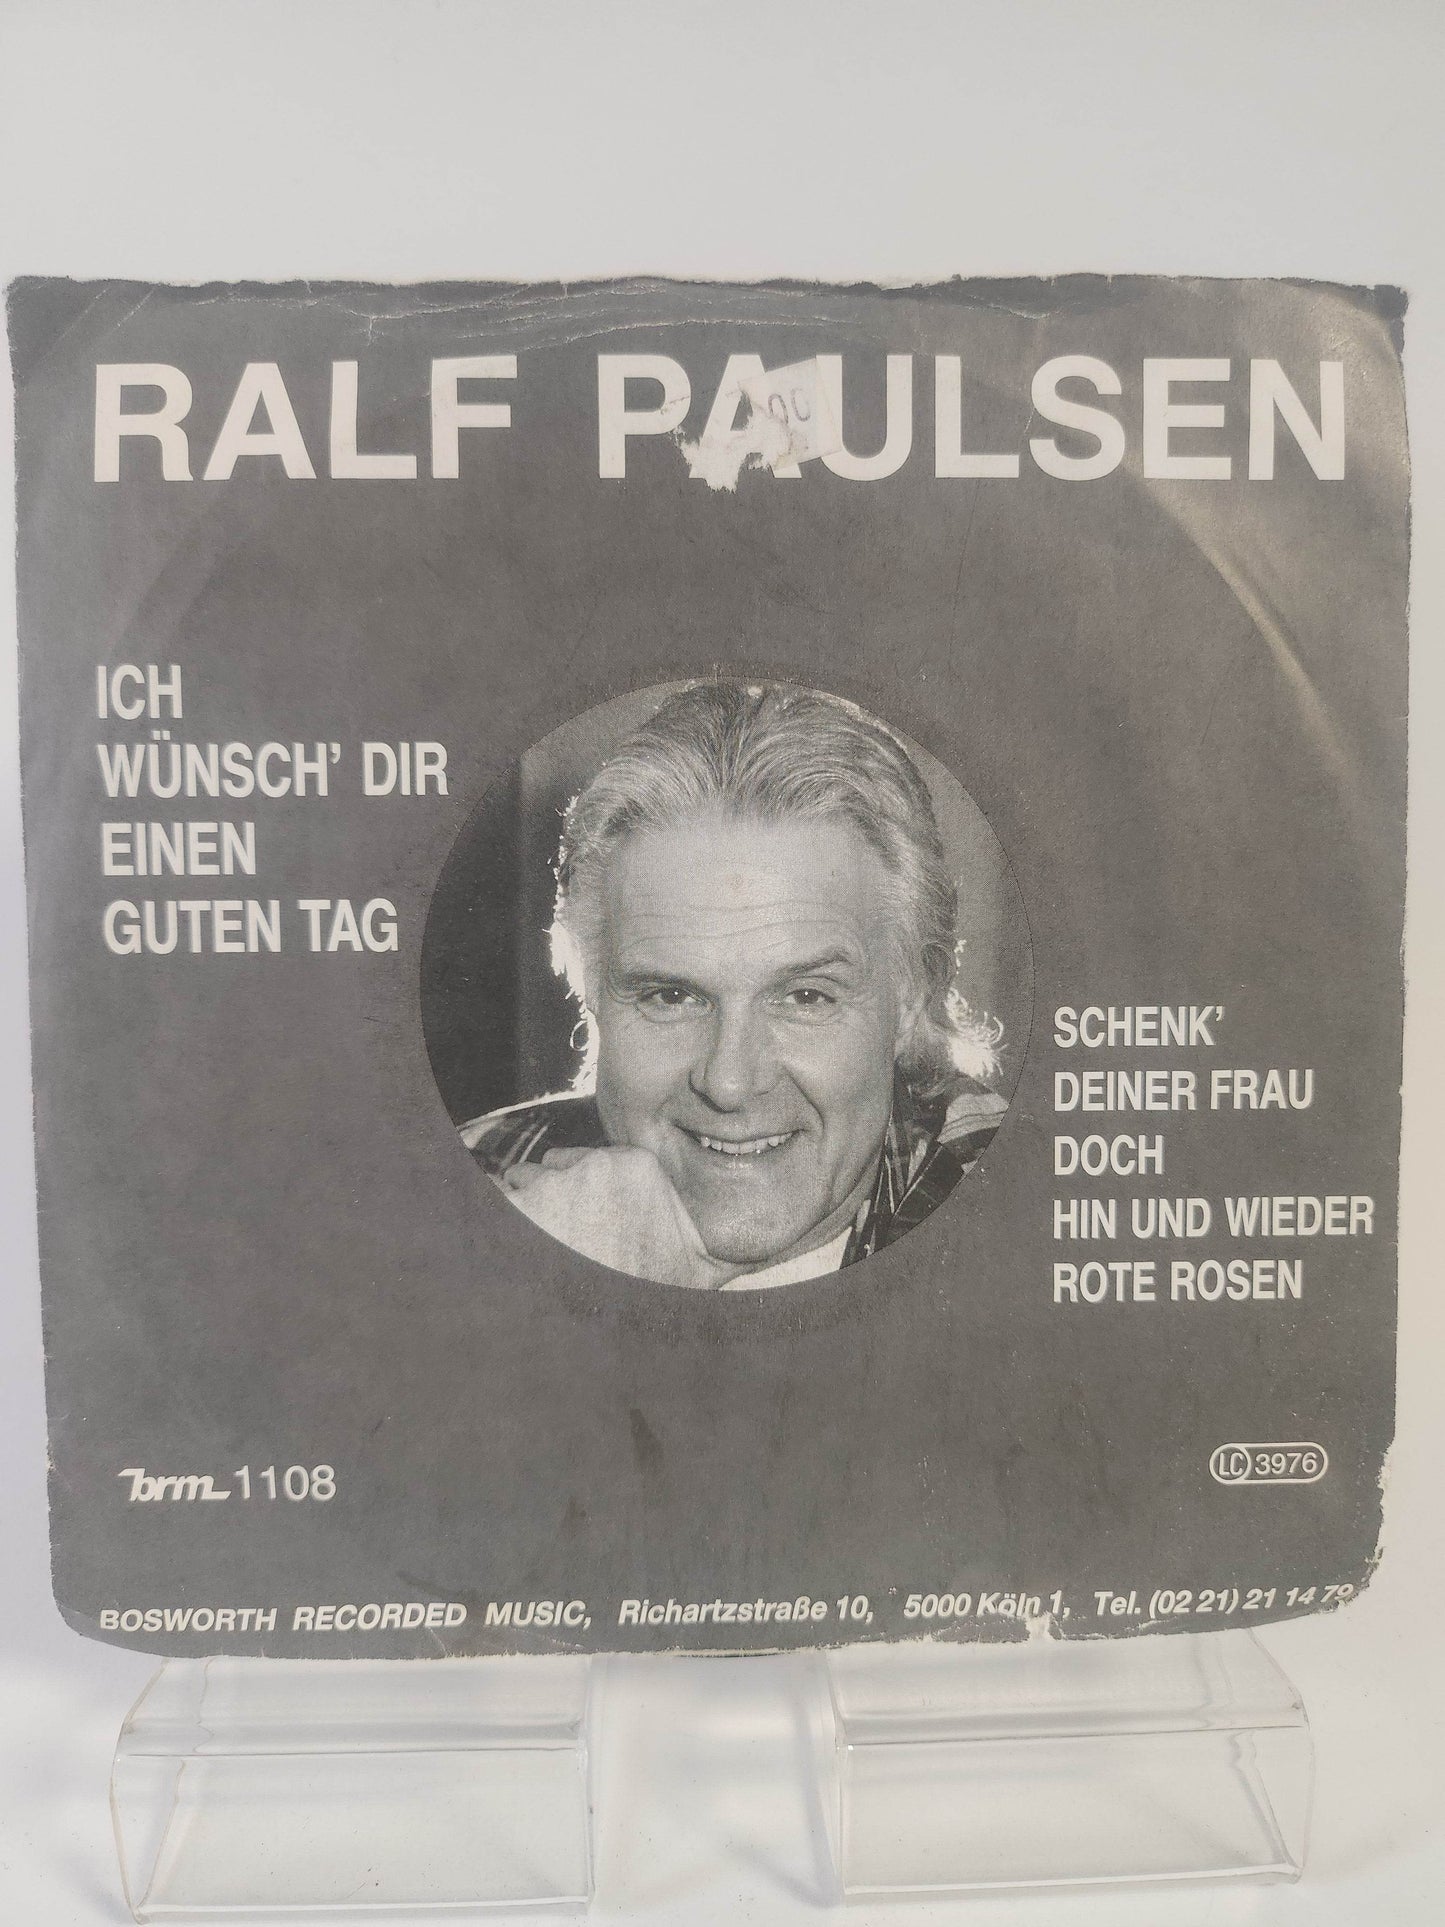 RALF PAULSEN
00
ICH
WÜNSCH' DIR
EINEN
GUTEN TAG
SCHENK'
DEINER FRAU
DOCH
HIN UND WIEDER
ROTE ROSEN
brm 1108
LC 3976
BOSWORTH RECORDED MUSIC, Richartzstraße 10, 5000 Köln 1, Tel. (02 21) 21 14 79